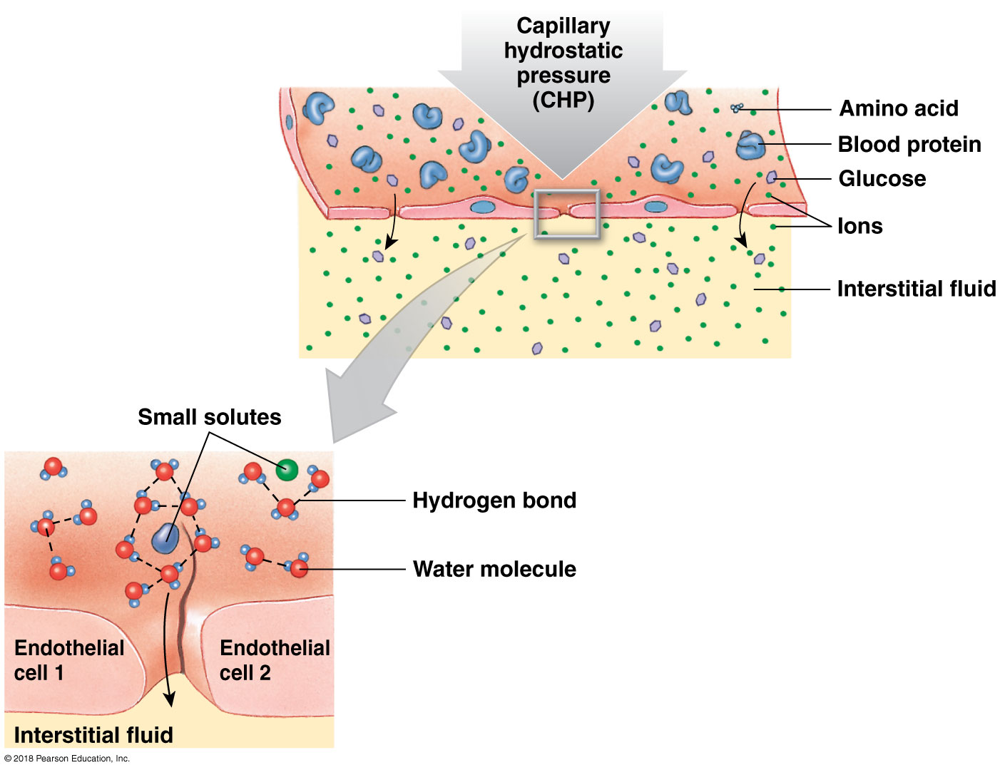 Capillary
hydrostatic
pressure
(CHP)
Amino acid
Blood protein
Glucose
Ions
Interstitial fluid
Small solutes
Hydrogen bond
Water molecule
Endothelial
cell 1
Endothelial
cell 2
Interstitial fluid
© 2018 Pearson Education, Inc.